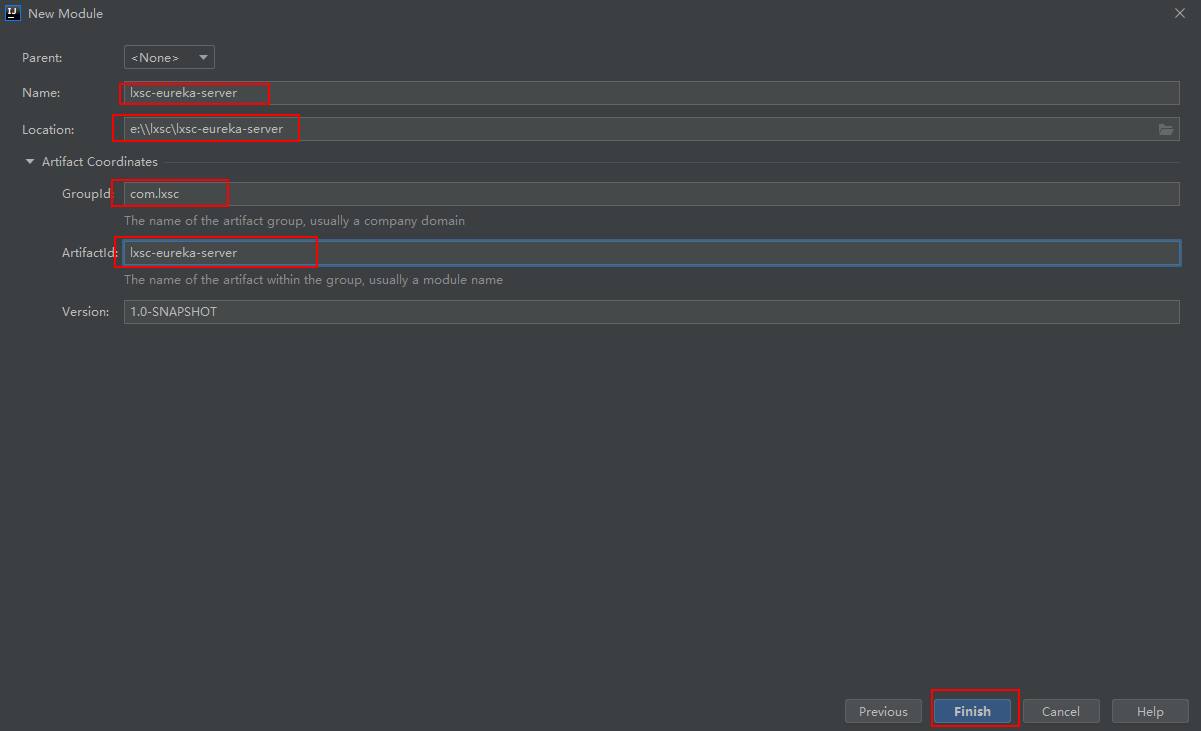 IJ
New Module
Parent: <None>
Name: lxsc-eureka-server
Location: e:\\lxsc\lxsc-eureka-server
Artifact Coordinates
GroupId: com.lxsc
The name of the artifact group, usually a company domain
ArtifactId: lxsc-eureka-server
The name of the artifact within the group, usually a module name
Version: 1.0-SNAPSHOT
Previous Finish Cancel Help